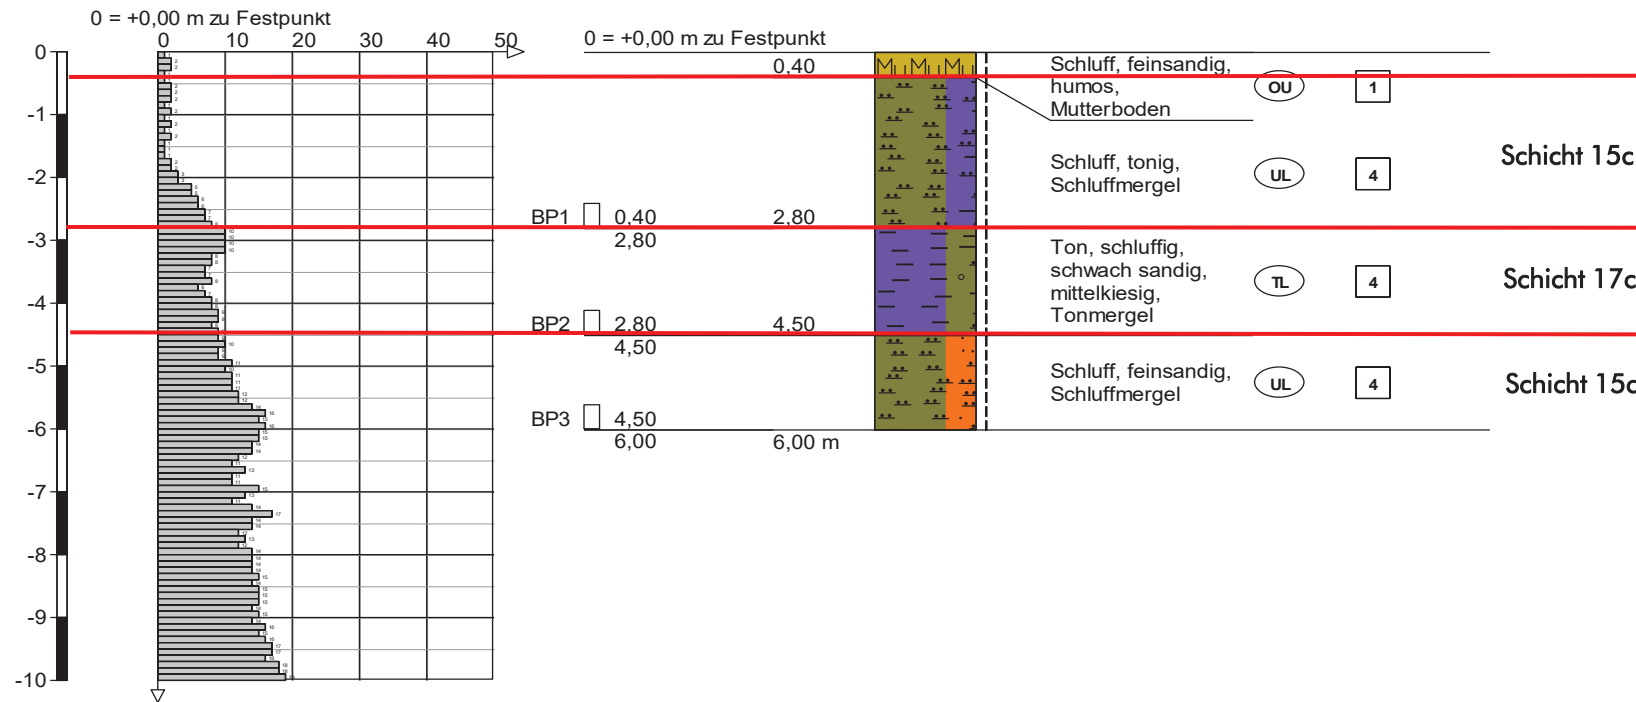 0 = +0,00 m zu Festpunkt
0 10 20 30 40 50
0
-1
-2
-3
-4
-5
-6
-7
-8
-9
-10
0 = +0,00 m zu Festpunkt
0,40
Schluff, feinsandig,
humos,
Mutterboden
OU
1
Schluff, tonig,
Schluffmergel
UL
4
Schicht 15c
BP1 0,40 2,80
2,80
Ton, schluffig,
schwach sandig,
mittelkiesig,
Tonmergel
TL
4
Schicht 17c
BP2 2,80 4,50
4,50
Schluff, feinsandig,
Schluffmergel
UL
4
Schicht 15c
BP3 4,50
6,00 6,00 m